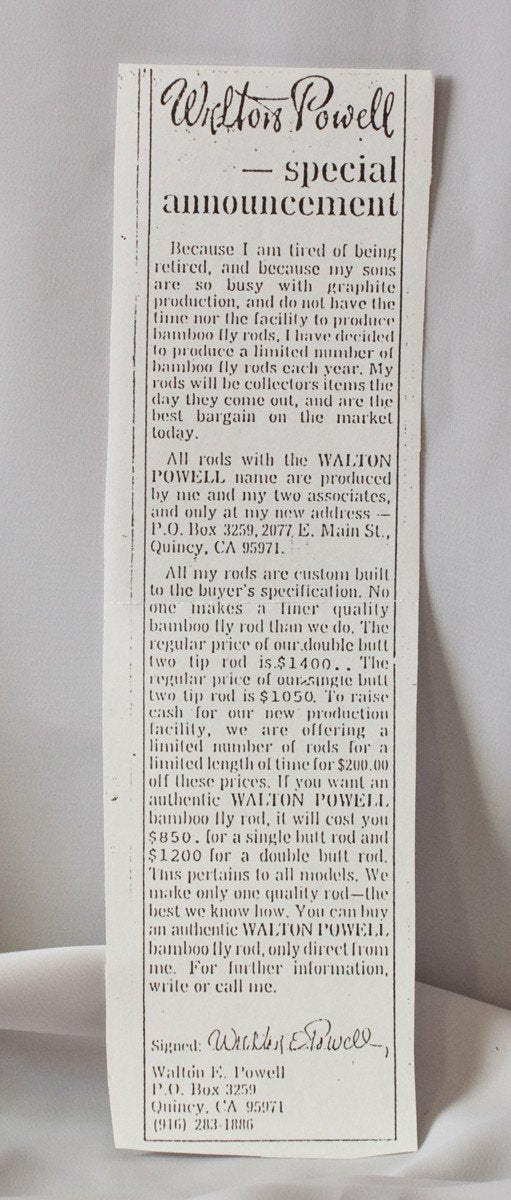 Walton Powell
— special
announcement
Because I am tired of being
retired, and because my sons
are so busy with graphite
production, and do not have the
time nor the facility to produce
bamboo fly rods, I have decided
to produce a limited number of
bamboo fly rods each year. My
rods will be collectors items the
day they come out, and are the
best bargain on the market
today.
All rods with the WALTON
POWELL name are produced
by me and my two associates,
and only at my new address —
P.O. Box 3259, 2077 E. Main St.,
Quincy, CA 95971.
All my rods are custom built
to the buyer's specification. No
one makes a finer quality
bamboo fly rod than we do. The
regular price of our double butt
two tip rod is $1400.. The
regular price of our single butt
two tip rod is $1050. To raise
cash for our new production
facility, we are offering a
limited number of rods for a
limited length of time for $200.00
off these prices. If you want an
authentic WALTON POWELL
bamboo fly rod, it will cost you
$850. for a single butt rod and
$1200 for a double butt rod.
This pertains to all models. We
make only one quality rod—the
best we know how. You can buy
an authentic WALTON POWELL
bamboo fly rod, only direct from
me. For further information,
write or call me.
Signed: Walton E. Powell,
Walton E. Powell
P.O. Box 3259
Quincy, CA 95971
(916) 283-1886